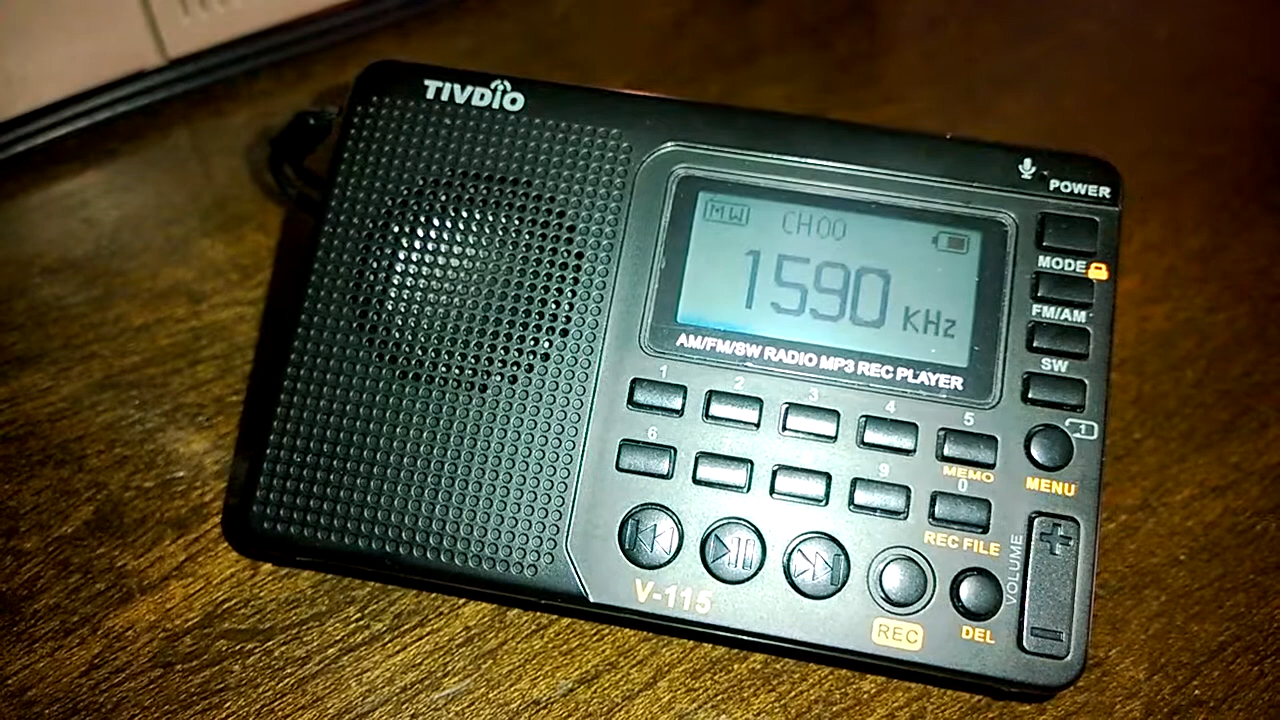 TIVDIO
POWER
MW
CH00
1590 KHz
AM/FM/SW RADIO MP3 REC PLAYER
MODE
FM/AM
SW
1 2 3 4 5
1
6 9
MEMO
0
MENU
REC FILE
VOLUME
V-115
REC
DEL